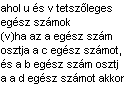 ahol u és v tetszőleges
egész számok
(v)ha az a egész szám
osztja a c egész számot,
és a b egész szám osztj
a a d egész számot akkor